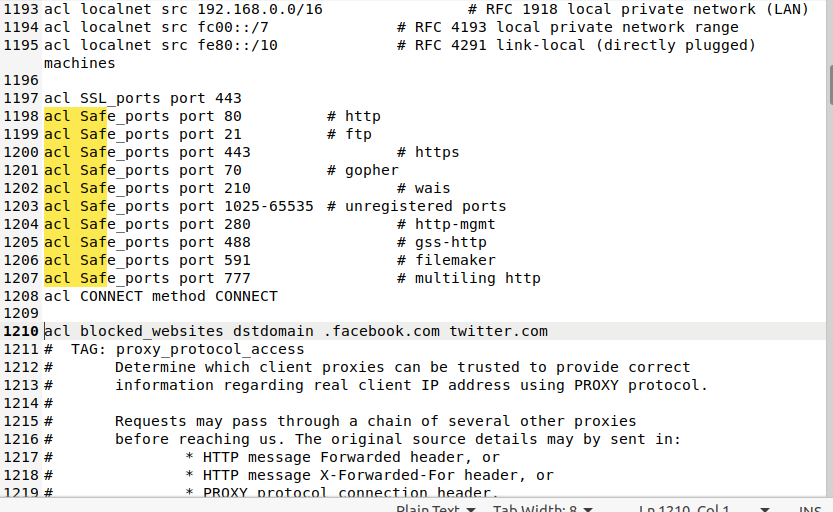 1193 acl localnet src 192.168.0.0/16 # RFC 1918 local private network (LAN)
1194 acl localnet src fc00::/7 # RFC 4193 local private network range
1195 acl localnet src fe80::/10 # RFC 4291 link-local (directly plugged)
machines
1196
1197 acl SSL_ports port 443
1198 acl Safe_ports port 80 # http
1199 acl Safe_ports port 21 # ftp
1200 acl Safe_ports port 443 # https
1201 acl Safe_ports port 70 # gopher
1202 acl Safe_ports port 210 # wais
1203 acl Safe_ports port 1025-65535 # unregistered ports
1204 acl Safe_ports port 280 # http-mgmt
1205 acl Safe_ports port 488 # gss-http
1206 acl Safe_ports port 591 # filemaker
1207 acl Safe_ports port 777 # multiling http
1208 acl CONNECT method CONNECT
1209
1210 acl blocked_websites dstdomain .facebook.com twitter.com
1211 # TAG: proxy_protocol_access
1212 # Determine which client proxies can be trusted to provide correct
1213 # information regarding real client IP address using PROXY protocol.
1214 #
1215 # Requests may pass through a chain of several other proxies
1216 # before reaching us. The original source details may by sent in:
1217 # * HTTP message Forwarded header, or
1218 # * HTTP message X-Forwarded-For header, or
1219 # * PROXY protocol connection header.
Plain Text Tab Width: 8 Ln 1210, Col 1 INS